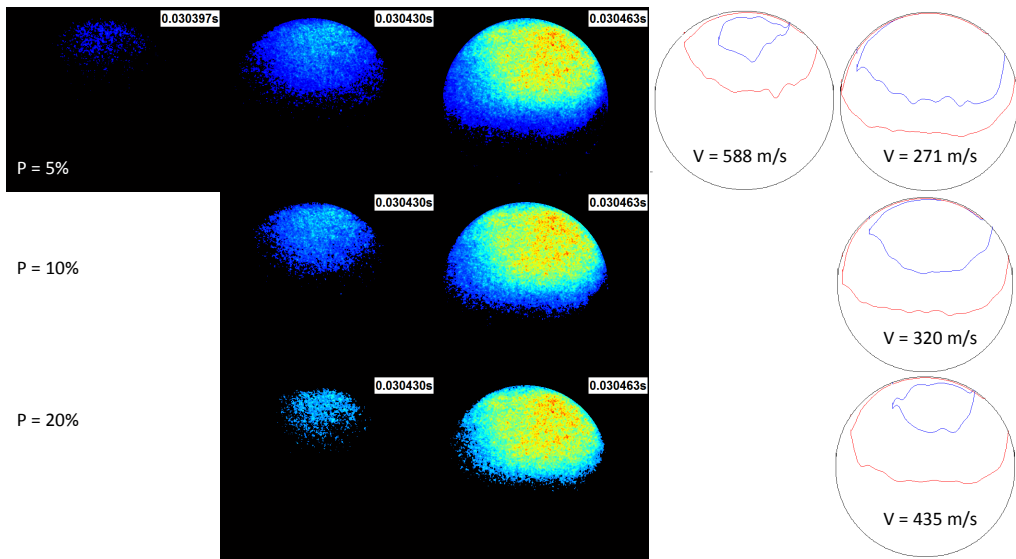 0.030397s 0.030430s 0.030463s
P = 5%
V = 588 m/s V = 271 m/s
0.030430s 0.030463s
P = 10%
V = 320 m/s
0.030430s 0.030463s
P = 20%
V = 435 m/s